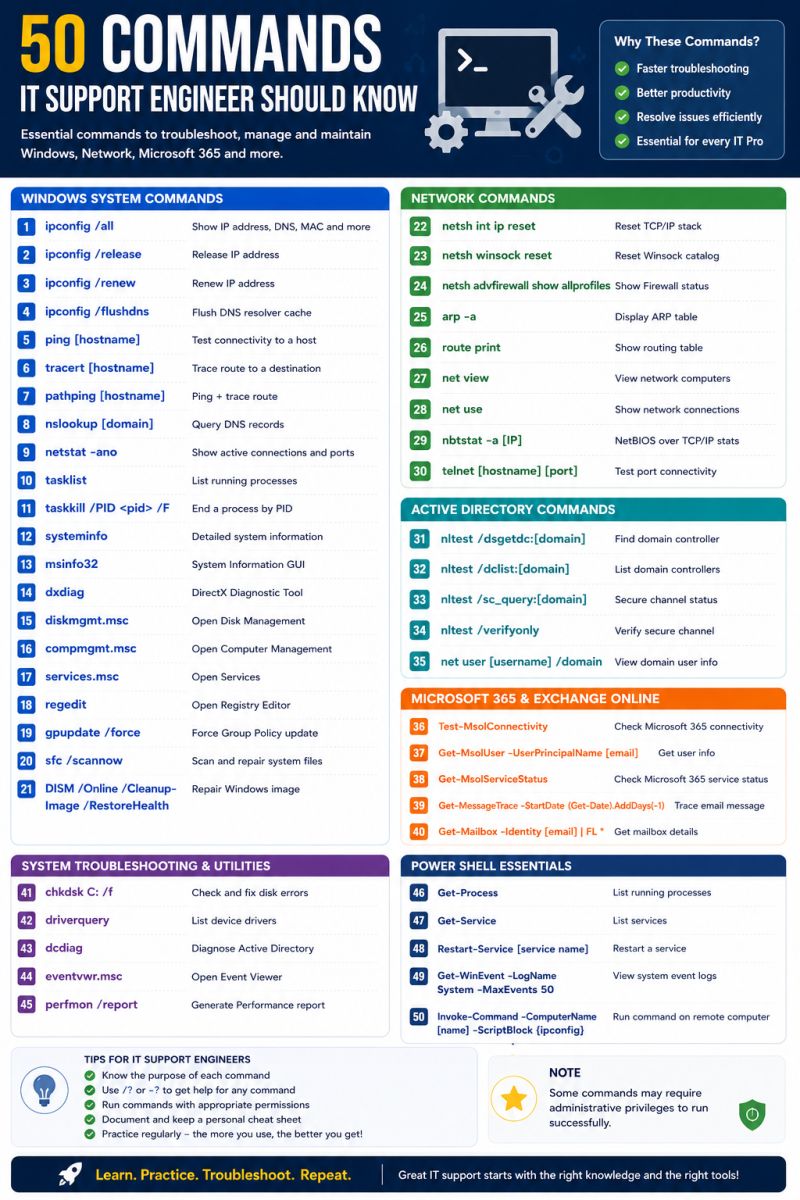 50 COMMANDS
IT SUPPORT ENGINEER SHOULD KNOW
Essential commands to troubleshoot, manage and maintain
Windows, Network, Microsoft 365 and more.
>_
Why These Commands?
Faster troubleshooting
Better productivity
Resolve issues efficiently
Essential for every IT Pro
WINDOWS SYSTEM COMMANDS
1 ipconfig /all Show IP address, DNS, MAC and more
2 ipconfig /release Release IP address
3 ipconfig /renew Renew IP address
4 ipconfig /flushdns Flush DNS resolver cache
5 ping [hostname] Test connectivity to a host
6 tracert [hostname] Trace route to a destination
7 pathping [hostname] Ping + trace route
8 nslookup [domain] Query DNS records
9 netstat -ano Show active connections and ports
10 tasklist List running processes
11 taskkill /PID <pid> /F End a process by PID
12 systeminfo Detailed system information
13 msinfo32 System Information GUI
14 dxdiag DirectX Diagnostic Tool
15 diskmgmt.msc Open Disk Management
16 compmgmt.msc Open Computer Management
17 services.msc Open Services
18 regedit Open Registry Editor
19 gpupdate /force Force Group Policy update
20 sfc /scannow Scan and repair system files
21 DISM /Online /Cleanup- Repair Windows image
Image /RestoreHealth
NETWORK COMMANDS
22 netsh int ip reset Reset TCP/IP stack
23 netsh winsock reset Reset Winsock catalog
24 netsh advfirewall show allprofiles Show Firewall status
25 arp -a Display ARP table
26 route print Show routing table
27 net view View network computers
28 net use Show network connections
29 nbtstat -a [IP] NetBIOS over TCP/IP stats
30 telnet [hostname] [port] Test port connectivity
ACTIVE DIRECTORY COMMANDS
31 nltest /dsgetdc:[domain] Find domain controller
32 nltest /dclist:[domain] List domain controllers
33 nltest /sc_query:[domain] Secure channel status
34 nltest /verifyonly Verify secure channel
35 net user [username] /domain View domain user info
MICROSOFT 365 & EXCHANGE ONLINE
36 Test-MsolConnectivity Check Microsoft 365 connectivity
37 Get-MsolUser -UserPrincipalName [email] Get user info
38 Get-MsolServiceStatus Check Microsoft 365 service status
39 Get-MessageTrace -StartDate (Get-Date).AddDays(-1) Trace email message
40 Get-Mailbox -Identity [email] | FL * Get mailbox details
SYSTEM TROUBLESHOOTING & UTILITIES
41 chkdsk C: /f Check and fix disk errors
42 driverquery List device drivers
43 dcdiag Diagnose Active Directory
44 eventvwr.msc Open Event Viewer
45 perfmon /report Generate Performance report
POWER SHELL ESSENTIALS
46 Get-Process List running processes
47 Get-Service List services
48 Restart-Service [service name] Restart a service
49 Get-WinEvent -LogName View system event logs
System -MaxEvents 50
50 Invoke-Command -ComputerName Run command on remote computer
[name] -ScriptBlock {ipconfig}
TIPS FOR IT SUPPORT ENGINEERS
Know the purpose of each command
Use /? or -? to get help for any command
Run commands with appropriate permissions
Document and keep a personal cheat sheet
Practice regularly – the more you use, the better you get!
NOTE
Some commands may require
administrative privileges to run
successfully.
Learn. Practice. Troubleshoot. Repeat.
Great IT support starts with the right knowledge and the right tools!